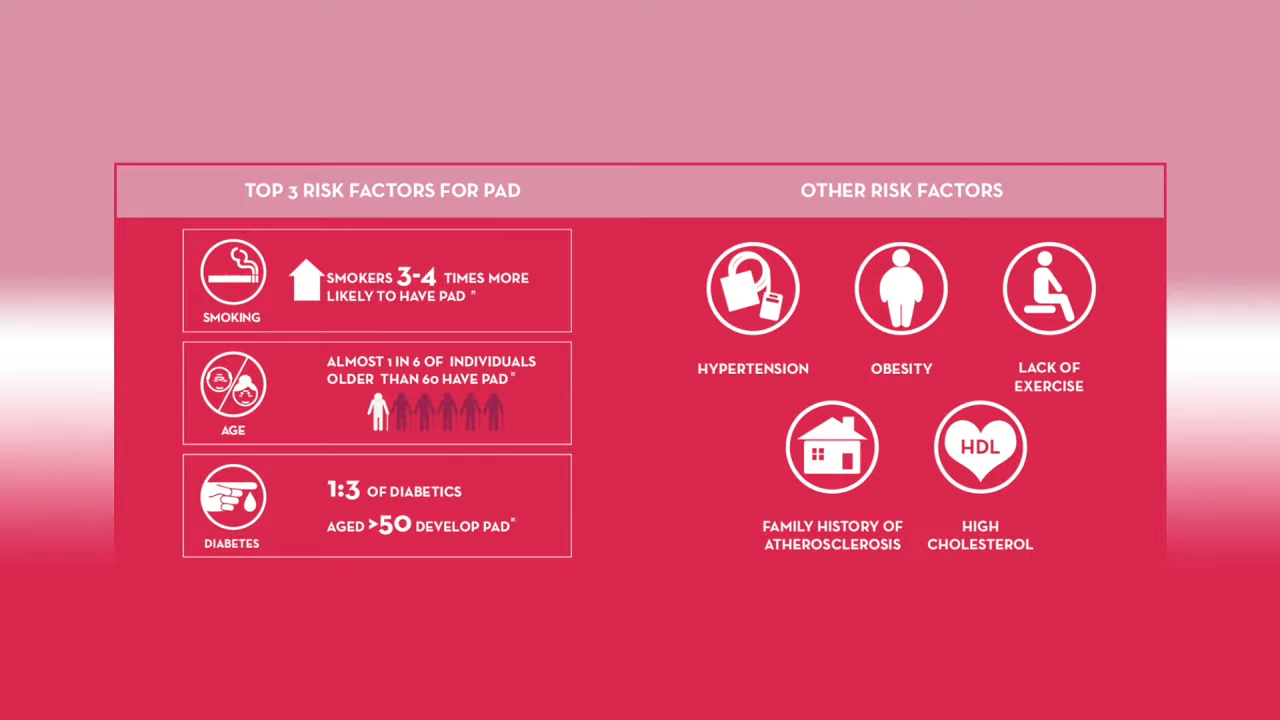 TOP 3 RISK FACTORS FOR PAD
SMOKING
SMOKERS 3-4 TIMES MORE
LIKELY TO HAVE PAD
AGE
ALMOST 1 IN 6 OF INDIVIDUALS
OLDER THAN 60 HAVE PAD
DIABETES
1:3 OF DIABETICS
AGED >50 DEVELOP PAD
OTHER RISK FACTORS
HYPERTENSION
OBESITY
LACK OF
EXERCISE
FAMILY HISTORY OF
ATHEROSCLEROSIS
HDL
HIGH
CHOLESTEROL